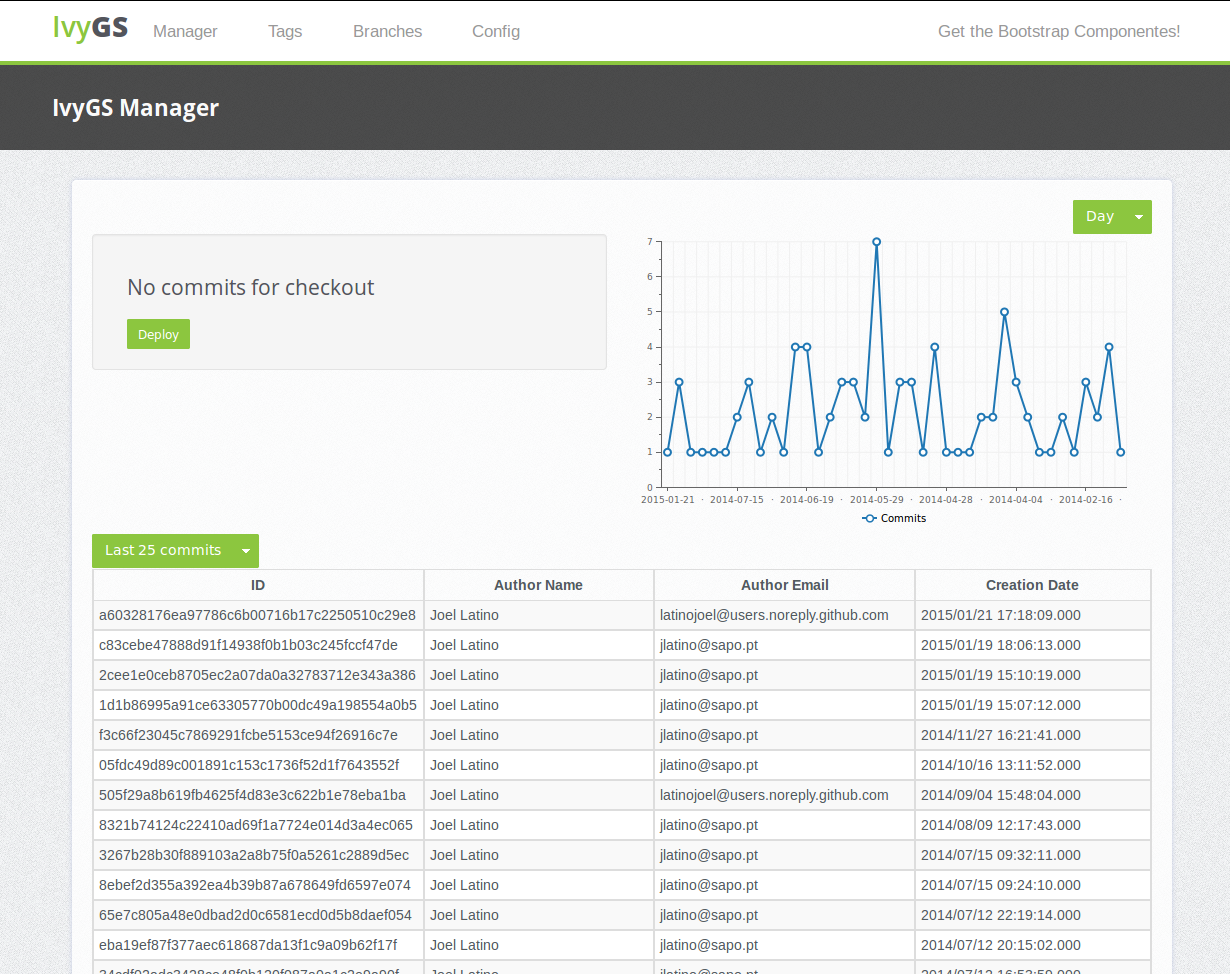 IvyGS Manager Tags Branches Config Get the Bootstrap Componentes!
IvyGS Manager
Day
No commits for checkout
Deploy
7
6
5
4
3
2
1
0
2015-01-21 · 2014-07-15 · 2014-06-19 · 2014-05-29 · 2014-04-28 · 2014-04-04 · 2014-02-16 ·
Commits
Last 25 commits
ID Author Name Author Email Creation Date
a60328176ea97786c6b00716b17c2250510c29e8 Joel Latino latinojoel@users.noreply.github.com 2015/01/21 17:18:09.000
c83cebe47888d91f14938f0b1b03c245fccf47de Joel Latino jlatino@sapo.pt 2015/01/19 18:06:13.000
2cee1e0ceb8705ec2a07da0a32783712e343a386 Joel Latino jlatino@sapo.pt 2015/01/19 15:10:19.000
1d1b86995a91ce63305770b00dc49a198554a0b5 Joel Latino jlatino@sapo.pt 2015/01/19 15:07:12.000
f3c66f23045c7869291fcbe5153ce94f26916c7e Joel Latino jlatino@sapo.pt 2014/11/27 16:21:41.000
05fdc49d89c001891c153c1736f52d1f7643552f Joel Latino jlatino@sapo.pt 2014/10/16 13:11:52.000
505f29a8b619fb4625f4d83e3c622b1e78eba1ba Joel Latino latinojoel@users.noreply.github.com 2014/09/04 15:48:04.000
8321b74124c22410ad69f1a7724e014d3a4ec065 Joel Latino jlatino@sapo.pt 2014/08/09 12:17:43.000
3267b28b30f889103a2a8b75f0a5261c2889d5ec Joel Latino jlatino@sapo.pt 2014/07/15 09:32:11.000
8ebef2d355a392ea4b39b87a678649fd6597e074 Joel Latino jlatino@sapo.pt 2014/07/15 09:24:10.000
65e7c805a48e0dbad2d0c6581ecd0d5b8daef054 Joel Latino jlatino@sapo.pt 2014/07/12 22:19:14.000
eba19ef87f377aec618687da13f1c9a09b62f17f Joel Latino jlatino@sapo.pt 2014/07/12 20:15:02.000
Joel Latino jlatino@sapo.pt 2014/07/12 16:53:59.000